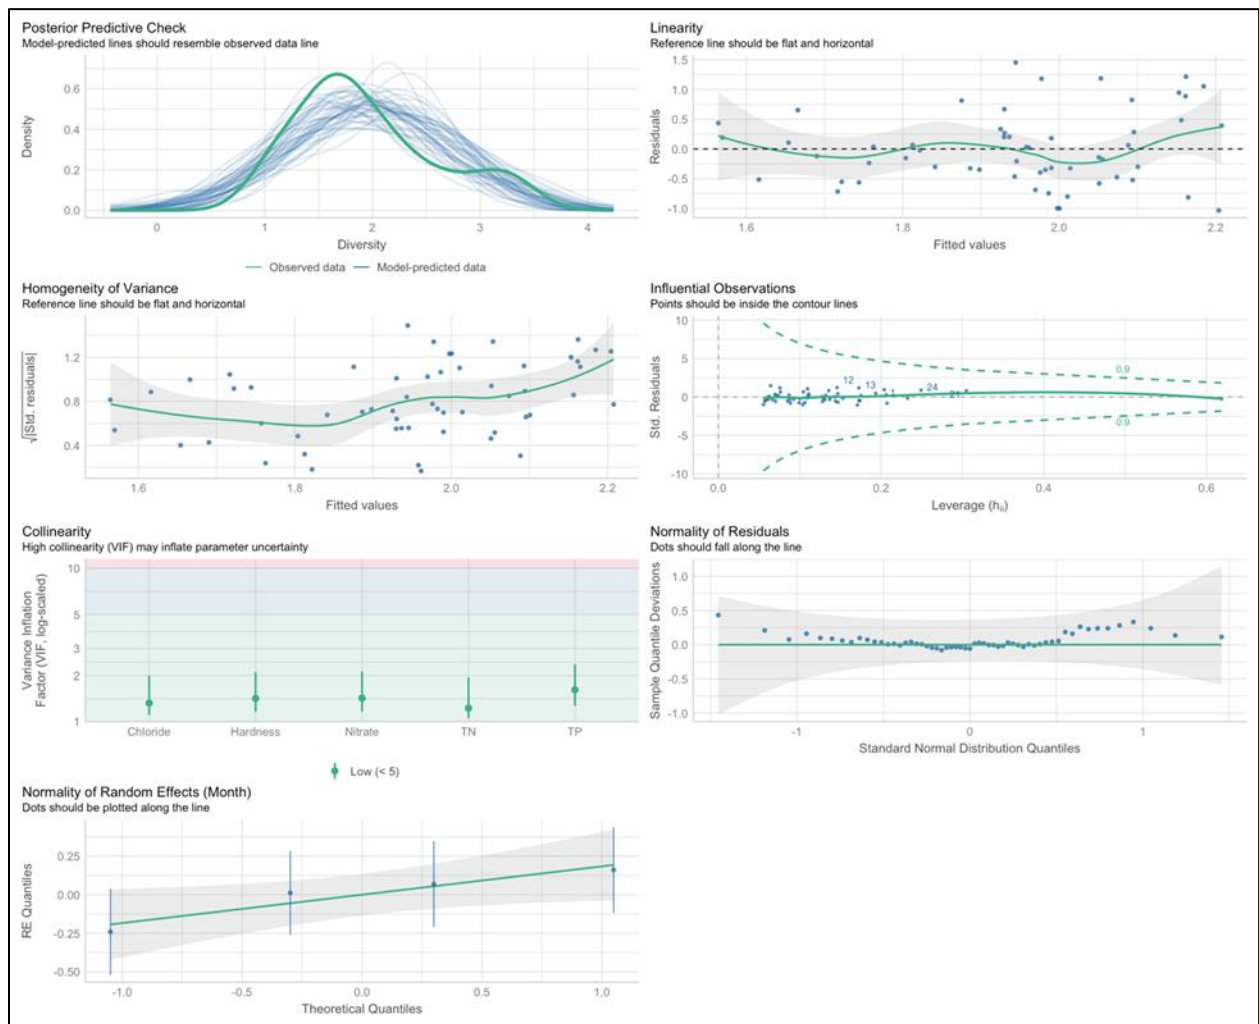 Posterior Predictive Check
Model-predicted lines should resemble observed data line
Density
0.6
0.4
0.2
0.0
0
1
2
3
4
Diversity
Observed data
Model-predicted data
Linearity
Reference line should be flat and horizontal
Residuals
1.5
1.0
0.5
0.0
-0.5
-1.0
1.6
1.8
2.0
2.2
Fitted values
Homogeneity of Variance
Reference line should be flat and horizontal
√|Std. residuals|
1.2
0.8
0.4
1.6
1.8
2.0
2.2
Fitted values
Influential Observations
Points should be inside the contour lines
Std. Residuals
10
5
0
-5
-10
12
13
24
0.9
0.9
0.0
0.2
0.4
0.6
Leverage (hᵢᵢ)
Collinearity
High collinearity (VIF) may inflate parameter uncertainty
Variance Inflation
Factor (VIF, log-scaled)
10
5
3
2
1
Chloride
Hardness
Nitrate
TN
TP
Low (< 5)
Normality of Residuals
Dots should fall along the line
Sample Quantile Deviations
1.0
0.5
0.0
-0.5
-1.0
-1
0
1
Standard Normal Distribution Quantiles
Normality of Random Effects (Month)
Dots should be plotted along the line
RE Quantiles
0.25
0.00
-0.25
-0.50
-1.0
-0.5
0.0
0.5
1.0
Theoretical Quantiles